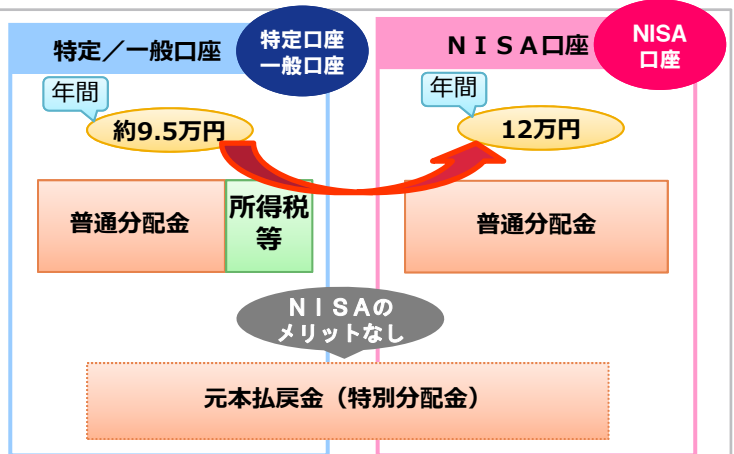 特定／一般口座
特定口座
一般口座
ＮＩＳＡ口座
NISA
口座
年間
約9.5万円
年間
12万円
普通分配金
所得税
等
普通分配金
ＮＩＳＡの
メリットなし
元本払戻金（特別分配金）